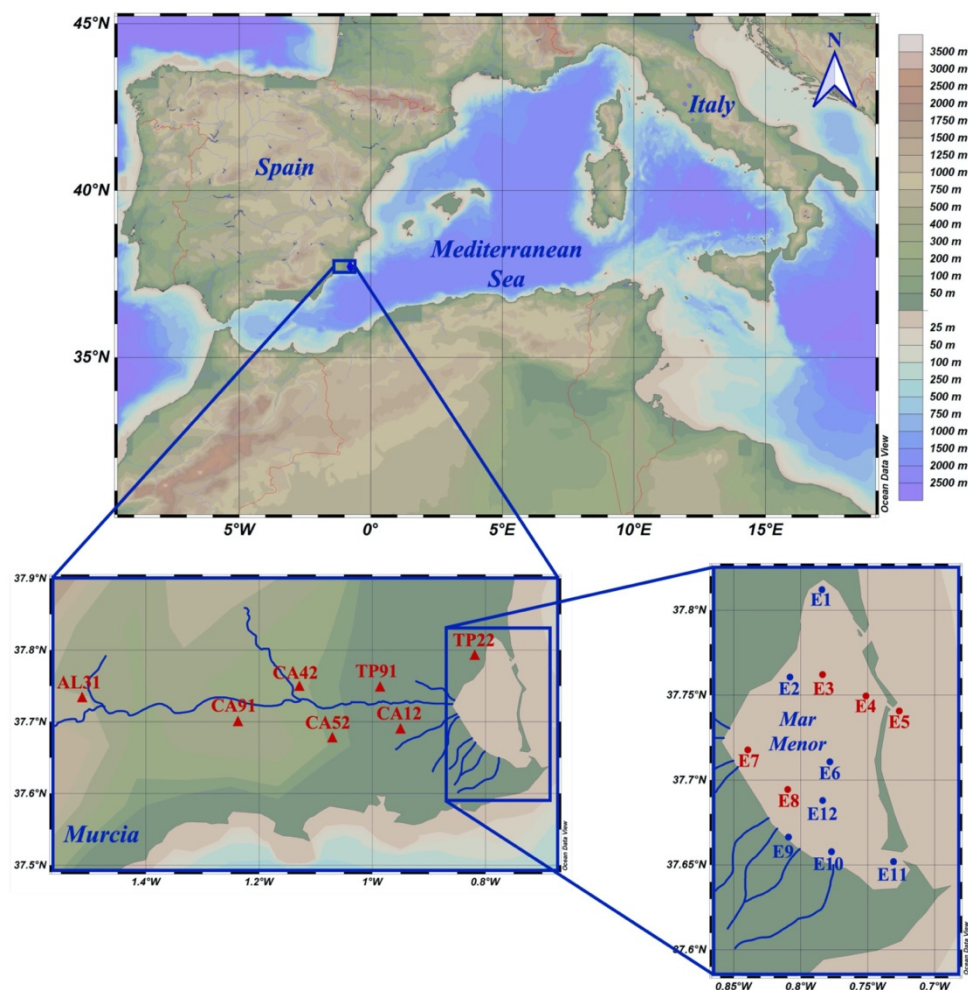 45°N
40°N
35°N
5°W
0°
5°E
10°E
15°E
Spain
Italy
N
Mediterranean
Sea
Ocean Data View
3500 m
3000 m
2500 m
2000 m
1750 m
1500 m
1250 m
1000 m
750 m
500 m
400 m
300 m
200 m
100 m
50 m
25 m
50 m
100 m
250 m
500 m
750 m
1000 m
1500 m
2000 m
2500 m
37.9°N
37.8°N
37.7°N
37.6°N
37.5°N
1.4°W
1.2°W
1°W
0.8°W
AL31
CA91
CA42
CA52
TP91
CA12
TP22
Murcia
Ocean Data View
37.8°N
37.75°N
37.7°N
37.65°N
37.6°N
0.85°W
0.8°W
0.75°W
0.7°W
E1
E2
E3
E4
E5
Mar
Menor
E7
E6
E8
E12
E9
E10
E11
Ocean Data View